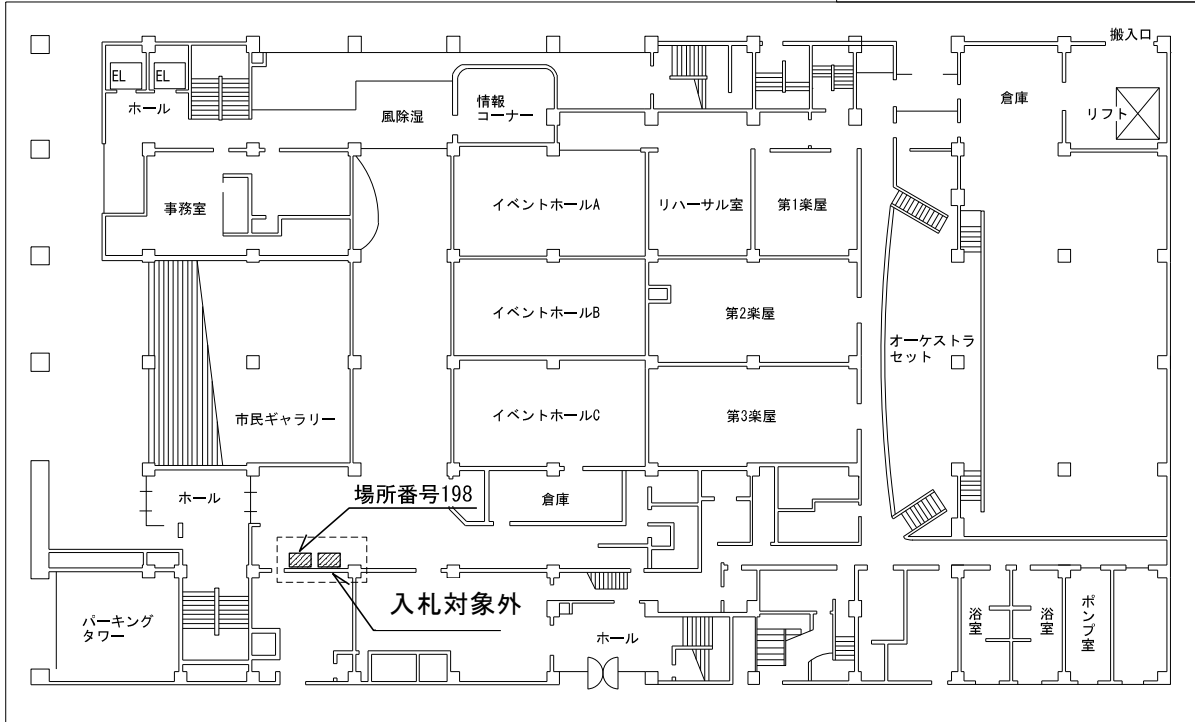 搬入口
EL
EL
ホール
風除湿
情報
コーナー
倉庫
リフト
事務室
イベントホールA
リハーサル室
第1楽屋
イベントホールB
第2楽屋
オーケストラ
セット
市民ギャラリー
イベントホールC
第3楽屋
ホール
場所番号198
倉庫
入札対象外
パーキング
タワー
ホール
浴室
浴室
ポンプ室